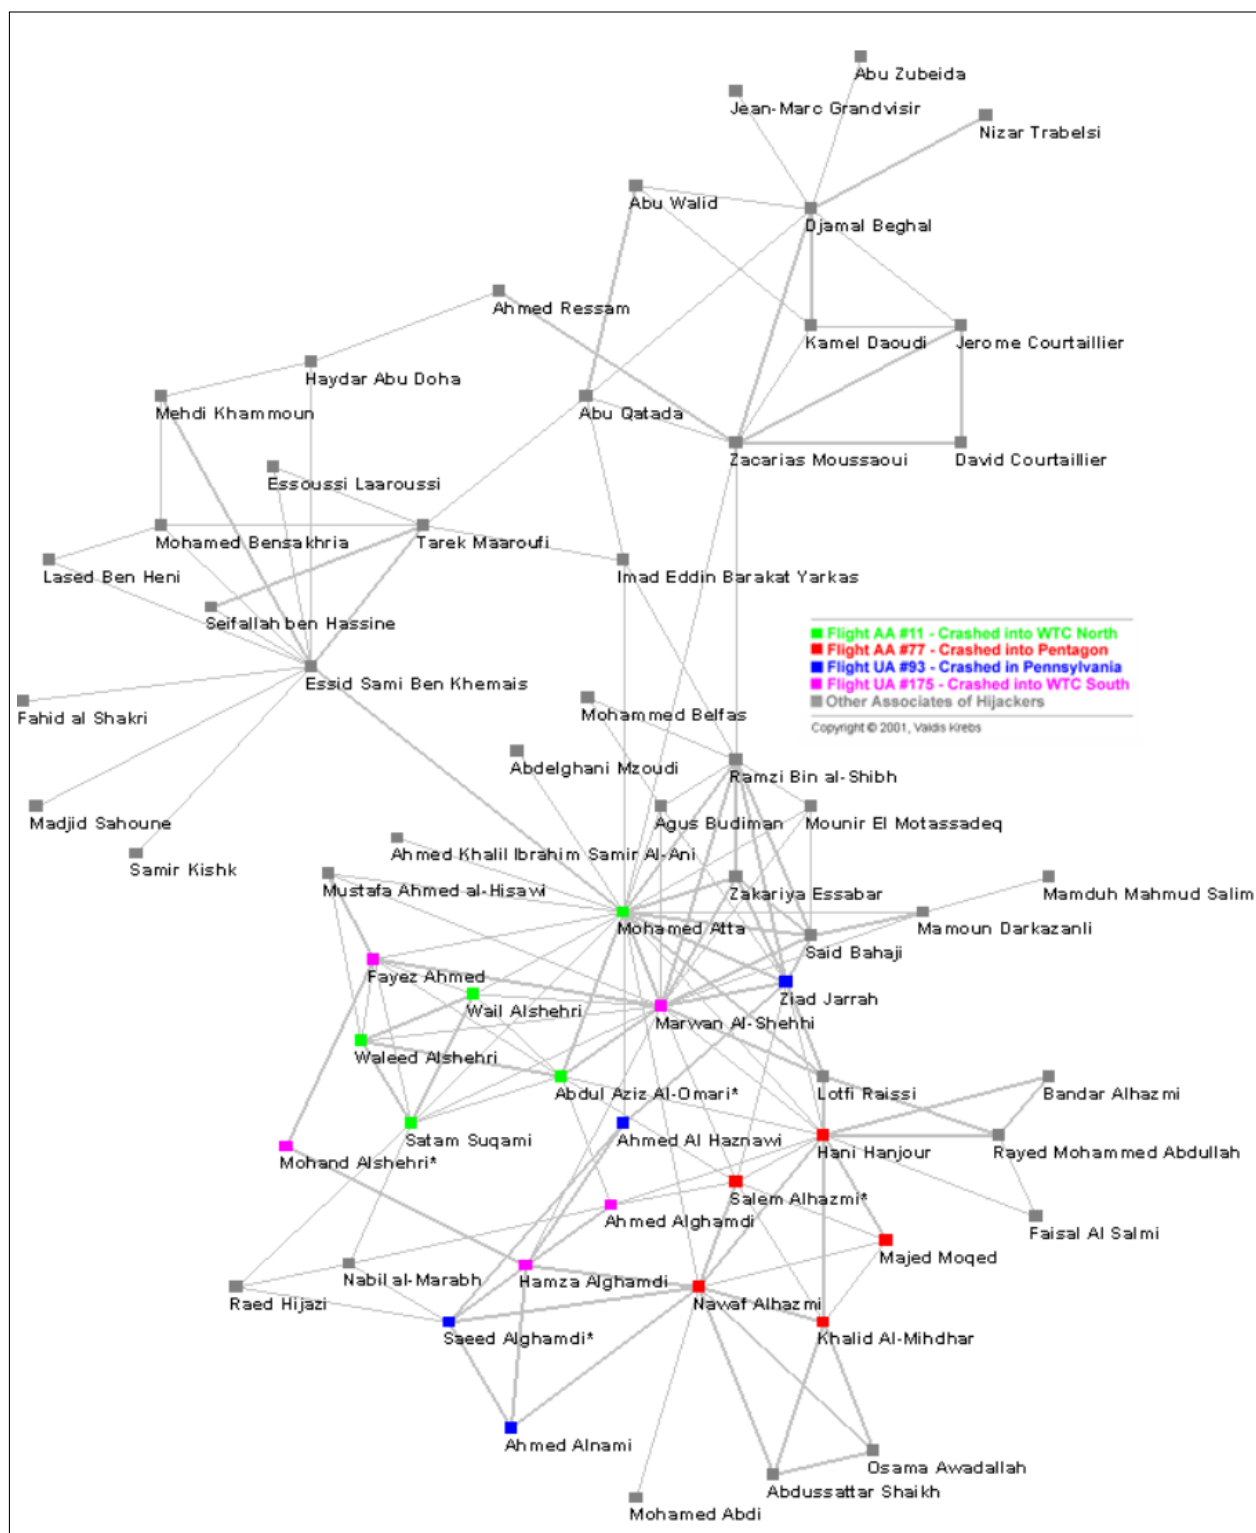 Abu Zubeida
Jean-Marc Grandvisir
Nizar Trabelsi
Abu Walid
Djamal Beghal
Ahmed Ressam
Kamel Daoudi
Jerome Courtaillier
Haydar Abu Doha
Mehdi Khammoun
Abu Qatada
Zacarias Moussaoui
David Courtaillier
Essoussi Laaroussi
Mohamed Bensakhria
Tarek Maaroufi
Lased Ben Heni
Imad Eddin Barakat Yarkas
Seifallah ben Hassine
Flight AA #11 - Crashed into WTC North
Flight AA #77 - Crashed into Pentagon
Flight UA #93 - Crashed in Pennsylvania
Flight UA #175 - Crashed into WTC South
Other Associates of Hijackers
Copyright © 2001, Valdis Krebs
Essid Sami Ben Khemais
Fahid al Shakri
Mohammed Belfas
Abdelghani Mzoudi
Ramzi Bin al-Shibh
Madjid Sahoune
Agus Budiman
Mounir El Motassadeq
Ahmed Khalil Ibrahim Samir Al-Ani
Samir Kishk
Mustafa Ahmed al-Hisawi
Zakariya Essabar
Mamduh Mahmud Salim
Mohamed Atta
Mamoun Darkazanli
Said Bahaji
Fayez Ahmed
Ziad Jarrah
Wail Alshehri
Marwan Al-Shehhi
Waleed Alshehri
Abdul Aziz Al-Omari*
Lotfi Raissi
Bandar Alhazmi
Satam Suqami
Ahmed Al Haznawi
Hani Hanjour
Rayed Mohammed Abdullah
Mohand Alshehri*
Salem Alhazmi*
Ahmed Alghamdi
Faisal Al Salmi
Majed Moqed
Nabil al-Marabh
Hamza Alghamdi
Raed Hijazi
Nawaf Alhazmi
Saeed Alghamdi*
Khalid Al-Mihdhar
Ahmed Alnami
Osama Awadallah
Abdussattar Shaikh
Mohamed Abdi